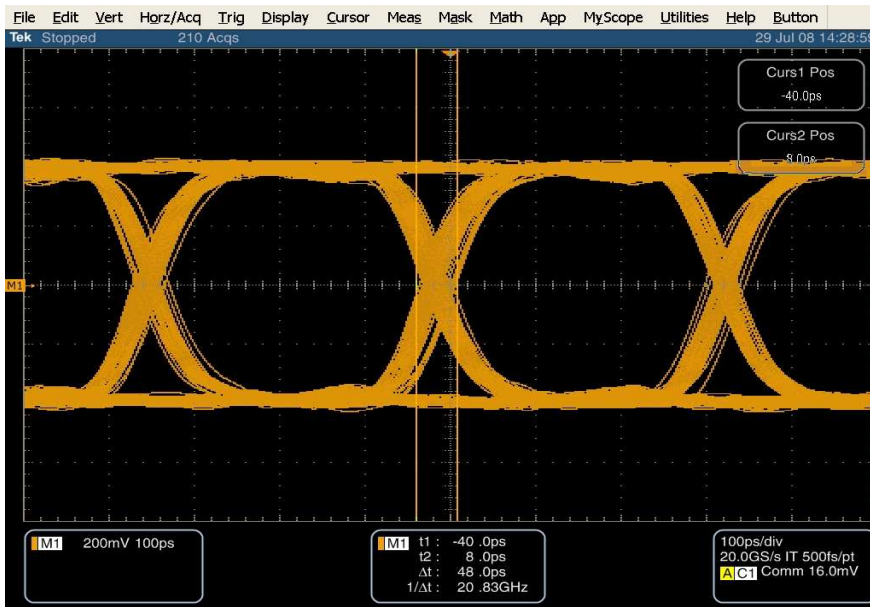 File Edit Vert Horz/Acq Trig Display Cursor Meas Mask Math App MyScope Utilities Help Button
Tek Stopped 210 Acqs 29 Jul 08 14:28:59
Curs1 Pos
-40.0ps
Curs2 Pos
8.0ps
M1
M1 200mV 100ps
M1 t1 : -40 .0ps
t2 : 8 .0ps
Δt : 48 .0ps
1/Δt : 20 .83GHz
100ps/div
20.0GS/s IT 500fs/pt
A C1 Comm 16.0mV